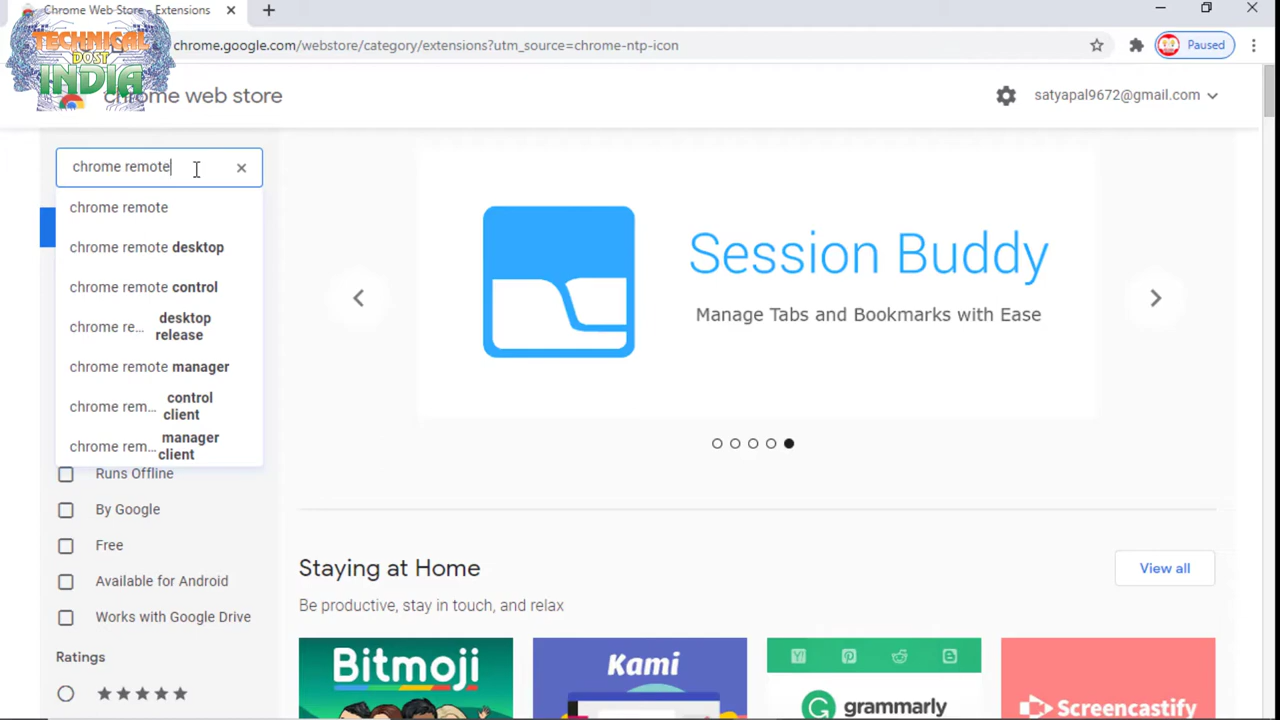 Chrome Web Store - Extensions
chrome.google.com/webstore/category/extensions?utm_source=chrome-ntp-icon
Paused
TECHNICAL
DOST
INDIA
chrome web store
satyapal9672@gmail.com
chrome remote
chrome remote
chrome remote desktop
chrome remote control
chrome re... desktop
release
chrome remote manager
chrome rem... control
client
chrome rem... manager
client
Runs Offline
By Google
Free
Available for Android
Works with Google Drive
Ratings
Session Buddy
Manage Tabs and Bookmarks with Ease
Staying at Home
View all
Be productive, stay in touch, and relax
Bitmoji
Kami
grammarly
Screencastify